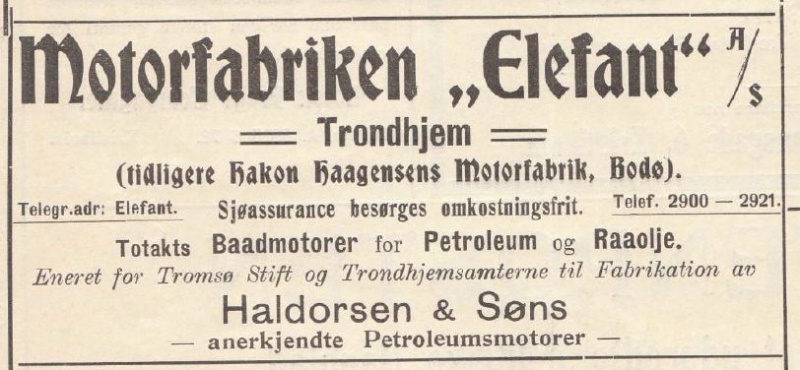 Motorfabriken „Elefant“ A/S
Trondhjem
(tidligere Hakon Haagensens Motorfabrik, Bodø).
Telegr.adr: Elefant. Sjøassurance besørges omkostningsfrit. Telef. 2900 — 2921.
Totakts Baadmotorer for Petroleum og Raaolje.
Eneret for Tromsø Stift og Trondhjemsamterne til Fabrikation av
Haldorsen & Søns
— anerkjendte Petroleumsmotorer —